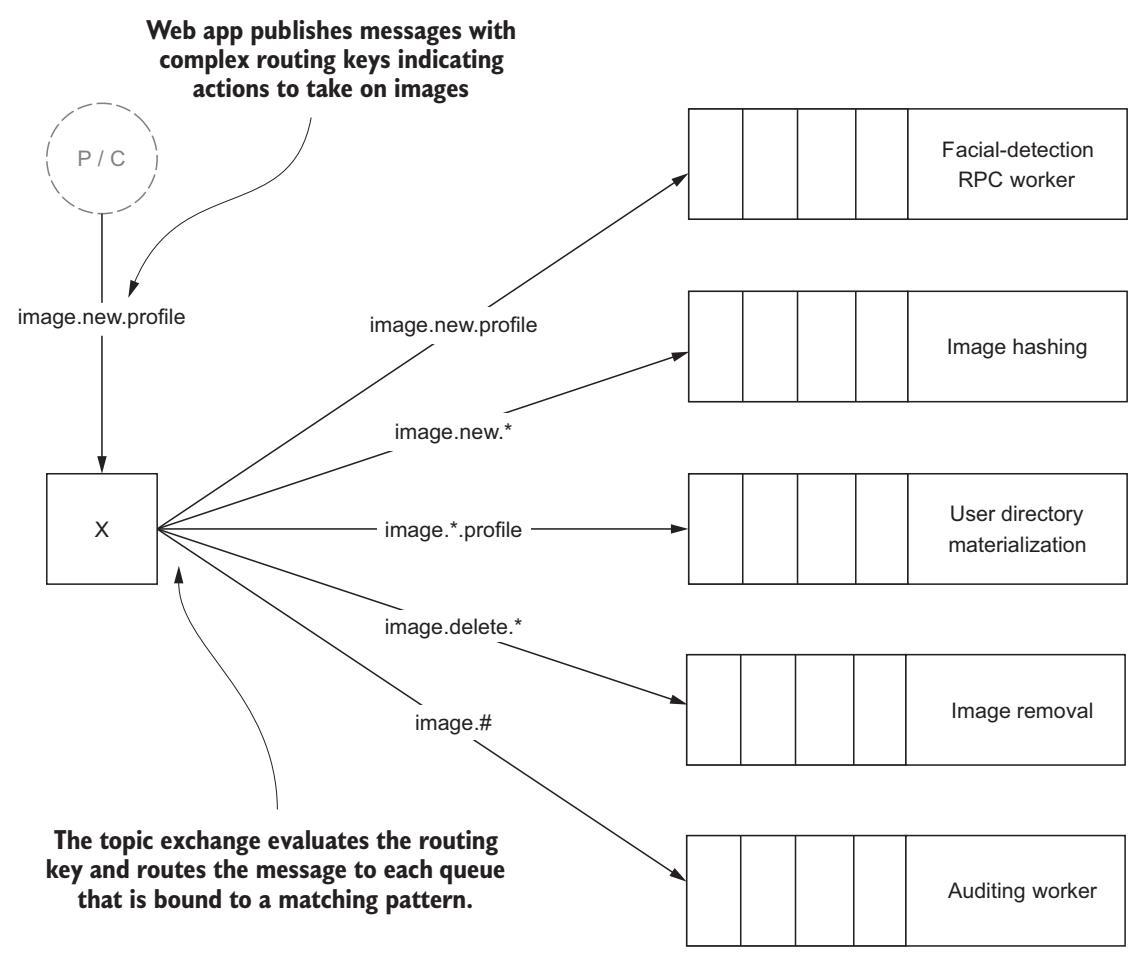 Web app publishes messages with
complex routing keys indicating
actions to take on images
P / C
image.new.profile
X
image.new.profile
image.new.*
image.*.profile
image.delete.*
image.#
Facial-detection
RPC worker
Image hashing
User directory
materialization
Image removal
Auditing worker
The topic exchange evaluates the routing
key and routes the message to each queue
that is bound to a matching pattern.